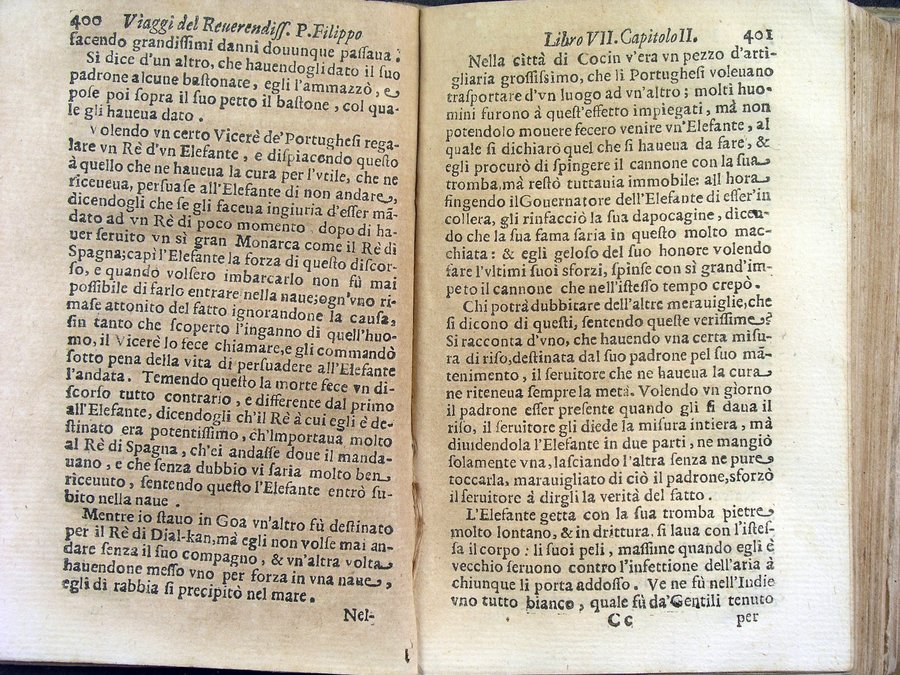 400 Viaggi del Reuerendiſſ. P. Filippo
facendo grandiſſimi danni douunque paſſaua.
Si dice d'un altro, che hauendogli dato il ſuo
padrone alcune baſtonate, egli l'ammazzò, e
poſe poi ſopra il ſuo petto il baſtone, col qua-
le gli haueua dato.
Volendo vn certo Vicerè de' Portugheſi rega-
lare vn Rè d'vn Elefante, e diſpiacendo queſto
à quello che ne haueua la cura per l'vtile, che ne
riceueua, perſuaſe all'Elefante di non andare,
dicendogli che ſe gli faceua ingiuria d'eſſer mã-
dato ad vn Rè di poco momento dopo di ha-
uer ſeruito vn sì gran Monarca come il Rè di
Spagna; capì l'Elefante la forza di queſto diſcor-
ſo, e quando volſero imbarcarlo non fù mai
poſſibile di farlo entrare nella naue; ogn'vno ri-
maſe attonito del fatto ignorandone la cauſa,
ſin tanto che ſcoperto l'inganno di quell'huo-
mo, il Vicerè lo fece chiamare, e gli commandò
ſotto pena della vita di perſuadere all'Elefante
l'andata. Temendo queſto la morte fece vn di-
ſcorſo tutto contrario, e differente dal primo
all'Elefante, dicendogli ch'il Rè à cui egli è de-
ſtinato era potentiſſimo, ch'importaua molto
al Rè di Spagna, ch'ei andaſſe doue il manda-
uano, e che ſenza dubbio vi ſaria molto ben
riceuuto, ſentendo queſto l'Elefante entrò ſu-
bito nella naue.
Mentre io ſtauo in Goa vn'altro fù deſtinato
per il Rè di Dial-kan, mà egli non volſe mai an-
dare ſenza il ſuo compagno, & vn'altra volta
hauendone meſſo vno per forza in vna naue,
egli di rabbia ſi precipitò nel mare.
Nel-
Libro VII. Capitolo II. 401
Nella città di Cocin v'era vn pezzo d'arti-
gliaria groſſiſſimo, che li Portugheſi voleuano
traſportare d'vn luogo ad vn'altro; molti huo-
mini furono à queſt'effetto impiegati, mà non
potendolo mouere fecero venire vn'Elefante, al
quale ſi dichiarò quel che ſi haueua da fare, &
egli procurò di ſpingere il cannone con la ſua
tromba, mà reſtò tuttauia immobile: all hora
fingendo il Gouernatore dell'Elefante di eſſer'in
collera, gli rinfacciò la ſua dapocagine, dicen-
do che la ſua fama ſaria in queſto molto mac-
chiata: & egli geloſo del ſuo honore volendo
fare l'vltimi ſuoi sforzi, ſpinſe con sì grand'im-
peto il cannone che nell'iſteſſo tempo crepò.
Chi potrà dubbitare dell'altre merauiglie, che
ſi dicono di queſti, ſentendo queſte veriſſime?
Si racconta d'vno, che hauendo vna certa miſu-
ra di riſo, deſtinata dal ſuo padrone pel ſuo mã-
tenimento, il ſeruitore che ne haueua la cura
ne riteneua ſempre la metà. Volendo vn giorno
il padrone eſſer preſente quando gli ſi daua il
riſo, il ſeruitore gli diede la miſura intiera, mà
diuidendola l'Elefante in due parti, ne mangiò
ſolamente vna, laſciando l'altra ſenza ne pure
toccarla, marauigliato di ciò il padrone, sforzò
il ſeruitore à dirgli la verità del fatto.
L'Elefante getta con la ſua tromba pietre
molto lontano, & in drittura, ſi laua con l'iſteſ-
ſa il corpo: li ſuoi peli, maſſime quando egli è
vecchio ſeruono contro l'infettione dell'aria à
chiunque li porta addoſſo. Ve ne fù nell'Indie
vno tutto bianco, quale fù da'Gentili tenuto
Cc per